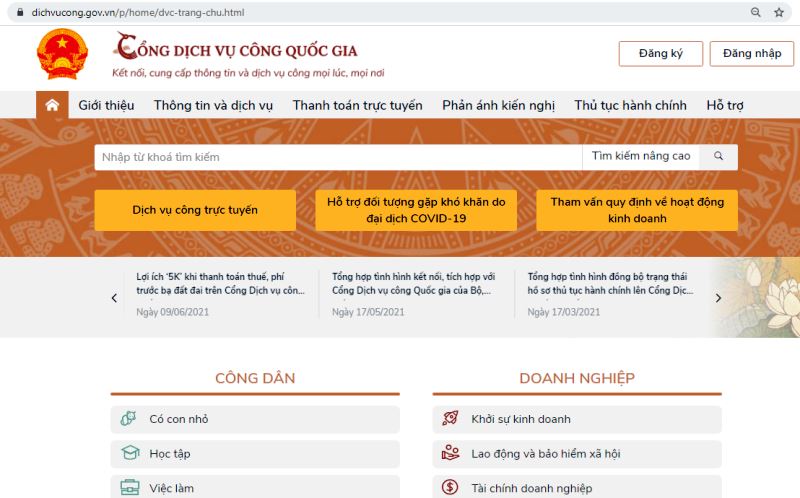 dichvucong.gov.vn/p/home/dvc-trang-chu.html
CỔNG DỊCH VỤ CÔNG QUỐC GIA
Kết nối, cung cấp thông tin và dịch vụ công mọi lúc, mọi nơi
Đăng ký
Đăng nhập
Giới thiệu
Thông tin và dịch vụ
Thanh toán trực tuyến
Phản ánh kiến nghị
Thủ tục hành chính
Hỗ trợ
Nhập từ khoá tìm kiếm
Tìm kiếm nâng cao
Dịch vụ công trực tuyến
Hỗ trợ đối tượng gặp khó khăn do
đại dịch COVID-19
Tham vấn quy định về hoạt động
kinh doanh
Lợi ích ‘5K’ khi thanh toán thuế, phí
trước bạ đất đai trên Cổng Dịch vụ côn...
Ngày 09/06/2021
Tổng hợp tình hình kết nối, tích hợp với
Cổng Dịch vụ công Quốc gia của Bộ,...
Ngày 17/05/2021
Tổng hợp tình hình đồng bộ trạng thái
hồ sơ thủ tục hành chính lên Cổng Dịc...
Ngày 17/03/2021
CÔNG DÂN
Có con nhỏ
Học tập
Việc làm
DOANH NGHIỆP
Khởi sự kinh doanh
Lao động và bảo hiểm xã hội
Tài chính doanh nghiệp